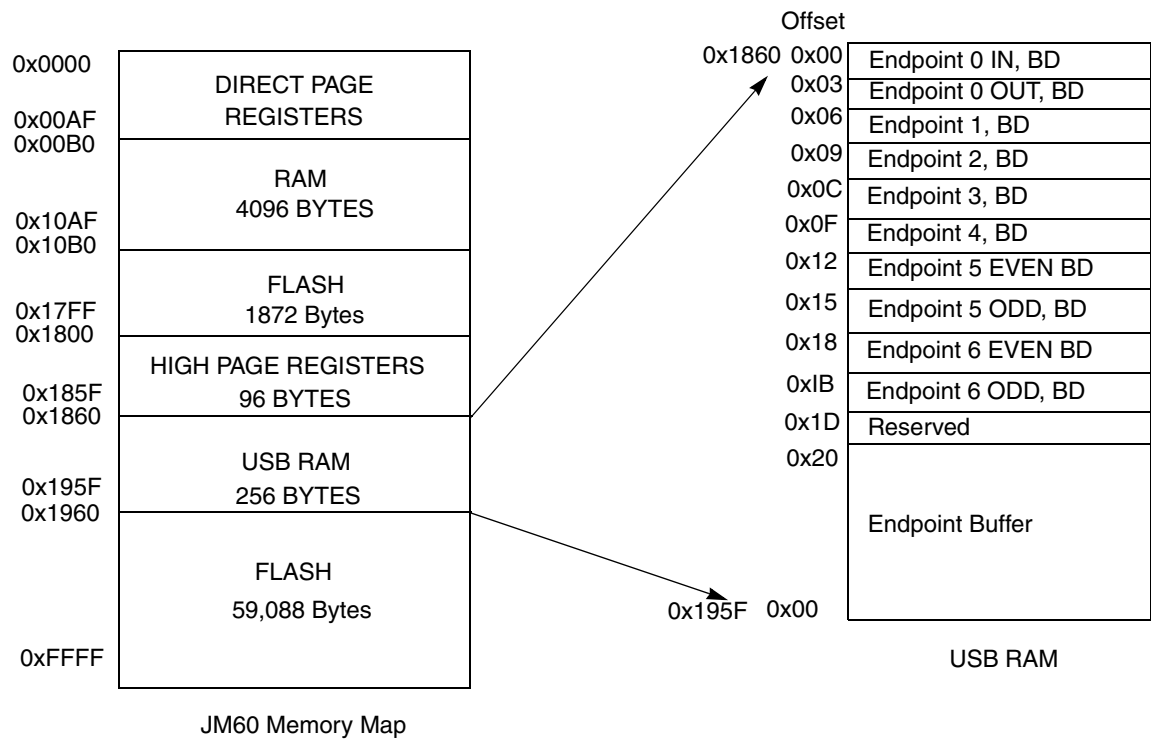 Offset
0x0000
0x00AF
0x00B0
0x10AF
0x10B0
0x17FF
0x1800
0x185F
0x1860
0x195F
0x1960
0xFFFF
DIRECT PAGE
REGISTERS
RAM
4096 BYTES
FLASH
1872 Bytes
HIGH PAGE REGISTERS
96 BYTES
USB RAM
256 BYTES
FLASH
59,088 Bytes
JM60 Memory Map
0x1860 0x00 Endpoint 0 IN, BD
0x03 Endpoint 0 OUT, BD
0x06 Endpoint 1, BD
0x09 Endpoint 2, BD
0x0C Endpoint 3, BD
0x0F Endpoint 4, BD
0x12 Endpoint 5 EVEN BD
0x15 Endpoint 5 ODD, BD
0x18 Endpoint 6 EVEN BD
0xIB Endpoint 6 ODD, BD
0x1D Reserved
0x20
Endpoint Buffer
0x195F 0x00
USB RAM